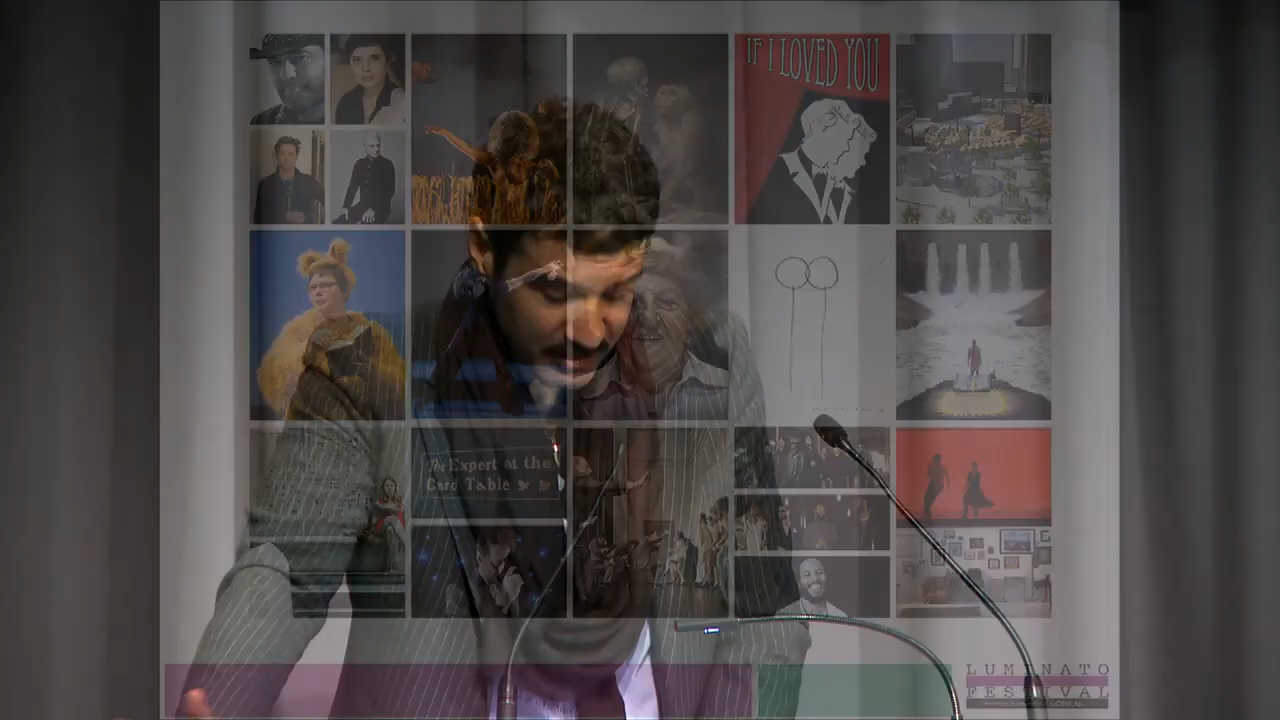 IF I LOVED YOU
The Expert at the
Card Table
LUMINATO
FESTIVAL